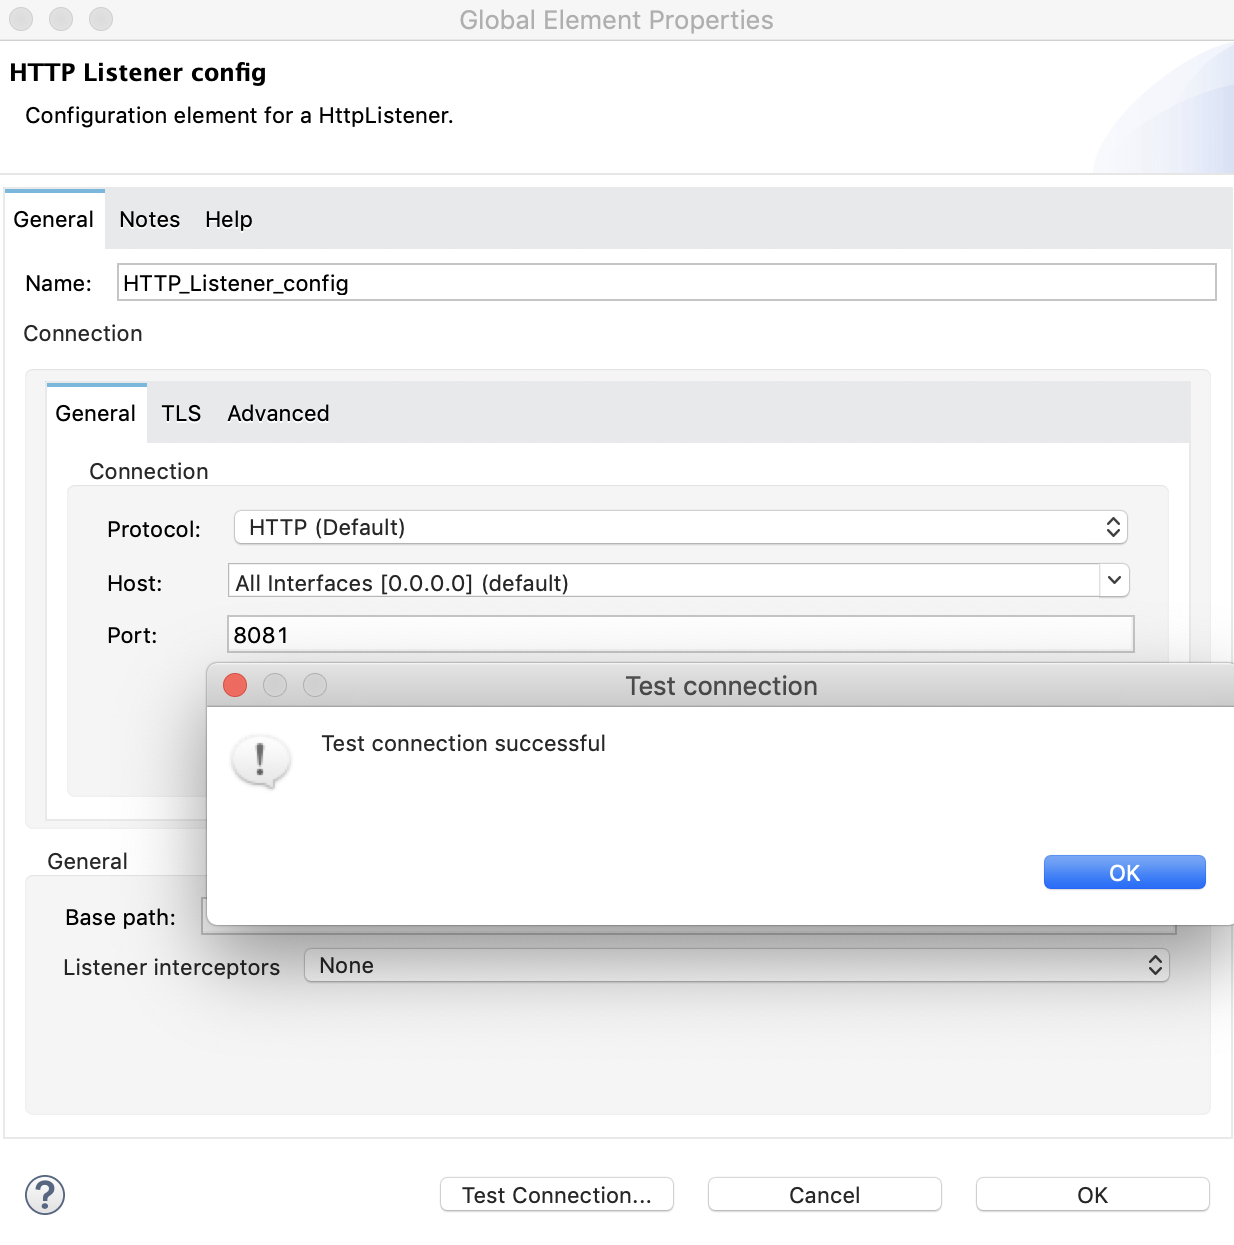 Global Element Properties
HTTP Listener config
Configuration element for a HttpListener.
General Notes Help
Name: HTTP_Listener_config
Connection
General TLS Advanced
Connection
Protocol: HTTP (Default)
Host: All Interfaces [0.0.0.0] (default)
Port: 8081
Test connection
! Test connection successful
OK
General
Base path:
Listener interceptors None
? Test Connection... Cancel OK